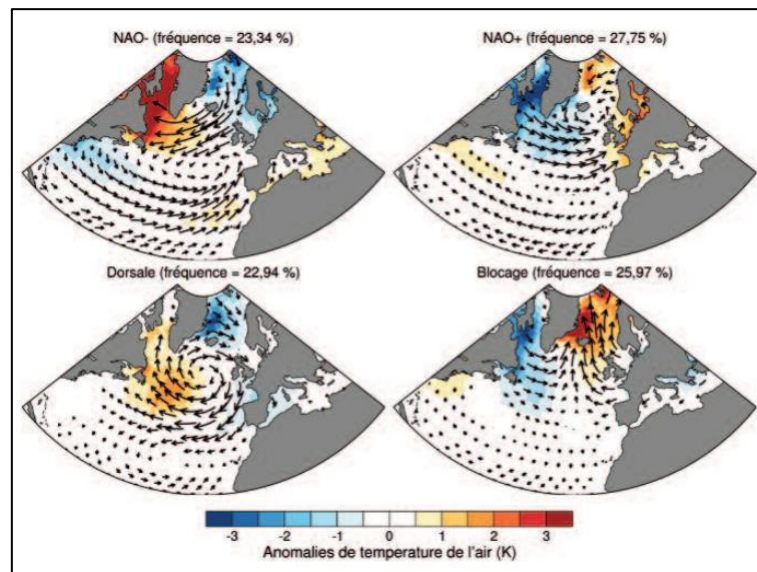 NAO- (fréquence = 23,34 %)
NAO+ (fréquence = 27,75 %)
Dorsale (fréquence = 22,94 %)
Blocage (fréquence = 25,97 %)
-3 -2 -1 0 1 2 3
Anomalies de temperature de l'air (K)